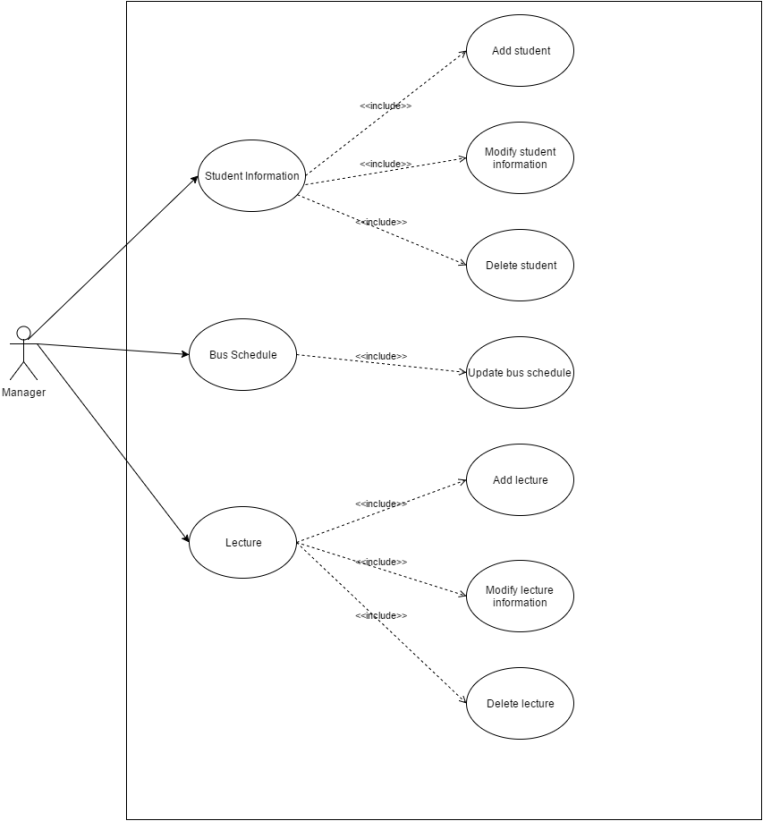 Add student
<<include>>
Modify student
information
<<include>>
Student Information
<<include>>
Delete student
Manager
Bus Schedule
<<include>>
Update bus schedule
Add lecture
<<include>>
Lecture
<<include>>
Modify lecture
information
<<include>>
Delete lecture